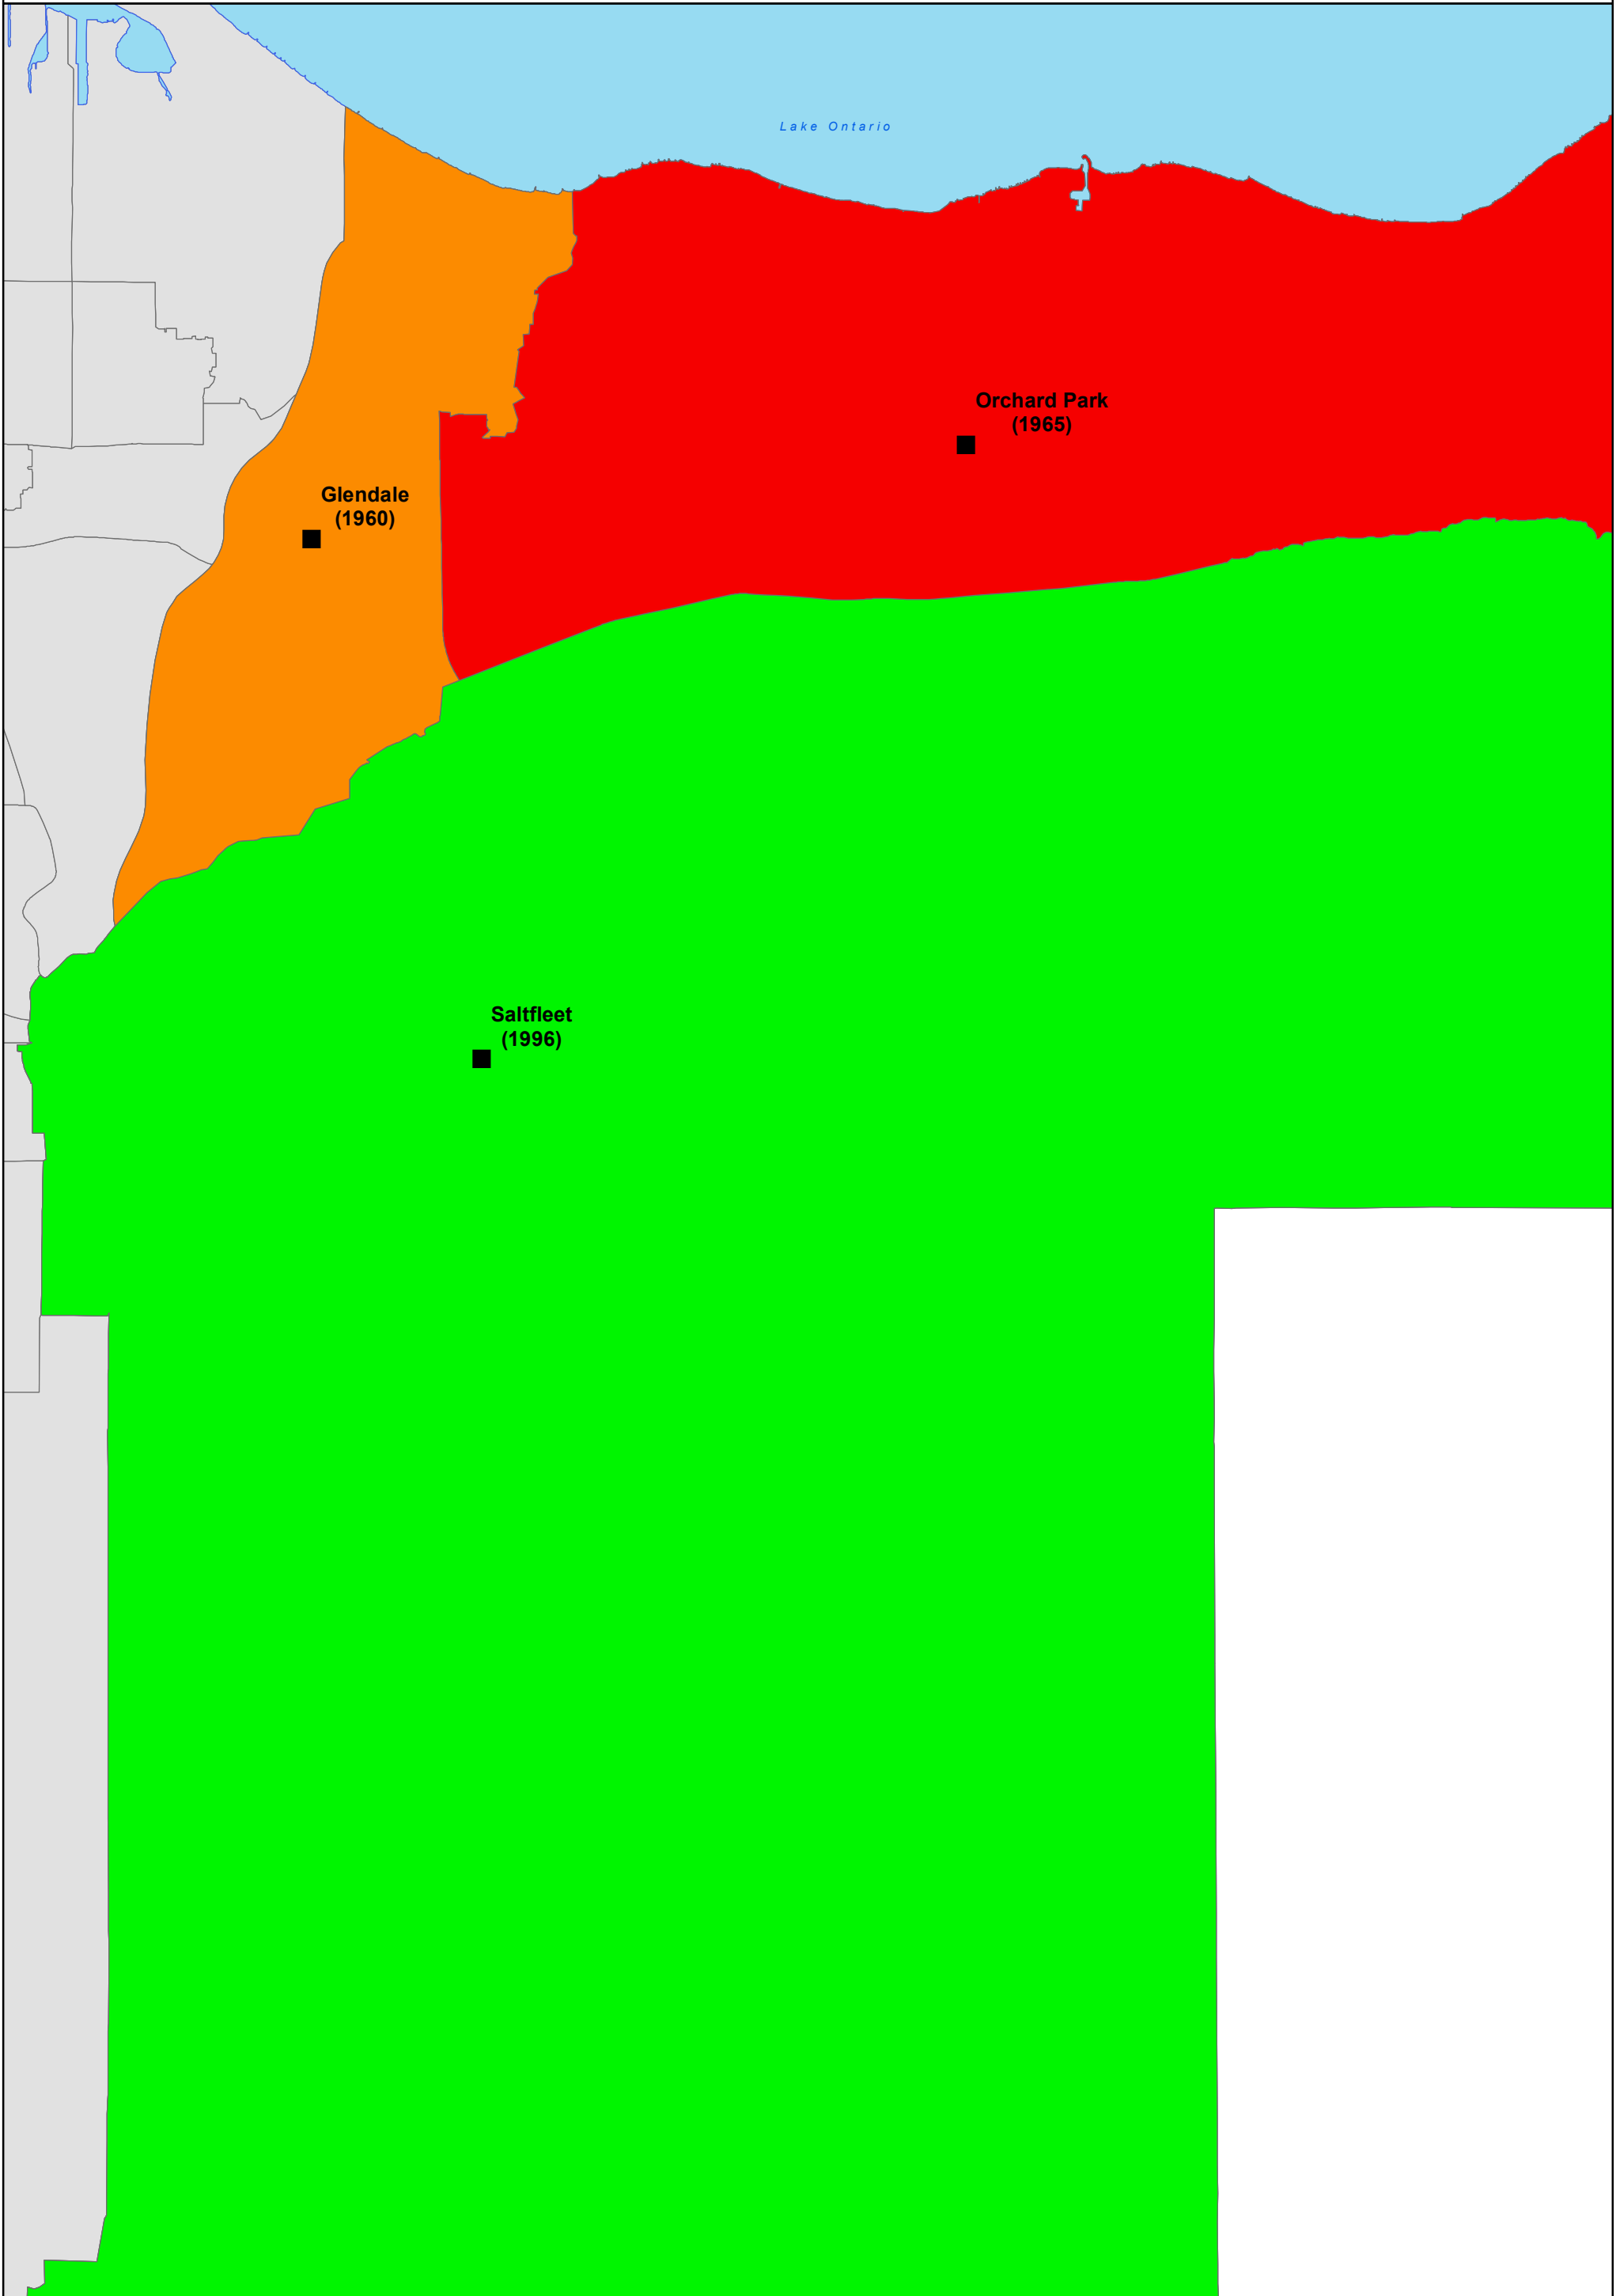 Lake Ontario
Orchard Park
(1965)
Glendale
(1960)
Saltfleet
(1996)